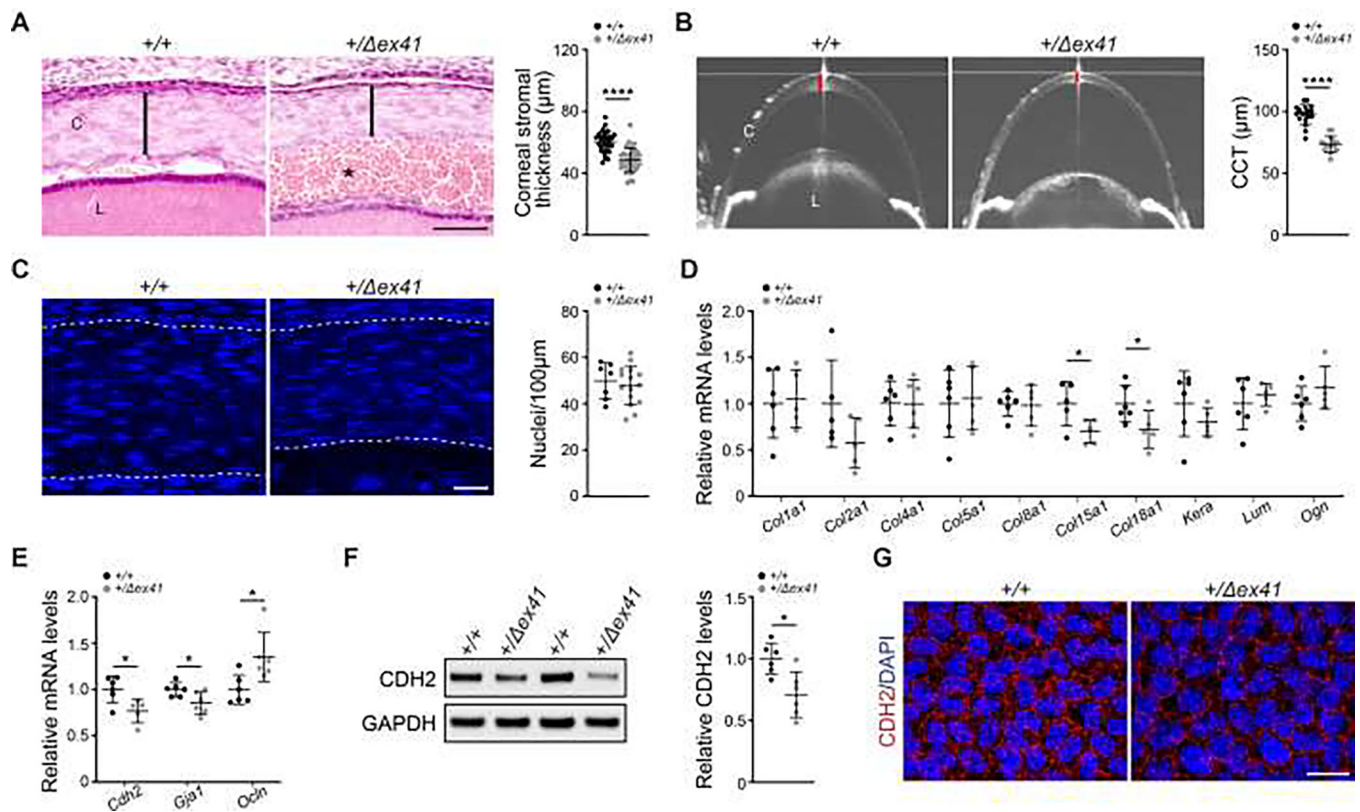 A
+/+
+/Δex41
C
L
★
Corneal stromal
thickness (µm)
120
80
40
0
+/+
+/Δex41
****
B
+/+
+/Δex41
C
L
CCT (µm)
150
100
50
0
+/+
+/Δex41
****
C
+/+
+/Δex41
Nuclei/100µm
80
60
40
20
0
+/+
+/Δex41
D
+/+
+/Δex41
Relative mRNA levels
2.0
1.5
1.0
0.5
0
*
*
Col1a1
Col2a1
Col4a1
Col5a1
Col8a1
Col15a1
Col18a1
Kera
Lum
Ogn
E
+/+
+/Δex41
Relative mRNA levels
2.0
1.5
1.0
0.5
0
*
*
*
Cdh2
Gja1
Ocln
F
+/+
+/Δex41
+/+
+/Δex41
CDH2
GAPDH
Relative CDH2 levels
1.5
1.0
0.5
0
+/+
+/Δex41
*
G
+/+
+/Δex41
CDH2/DAPI